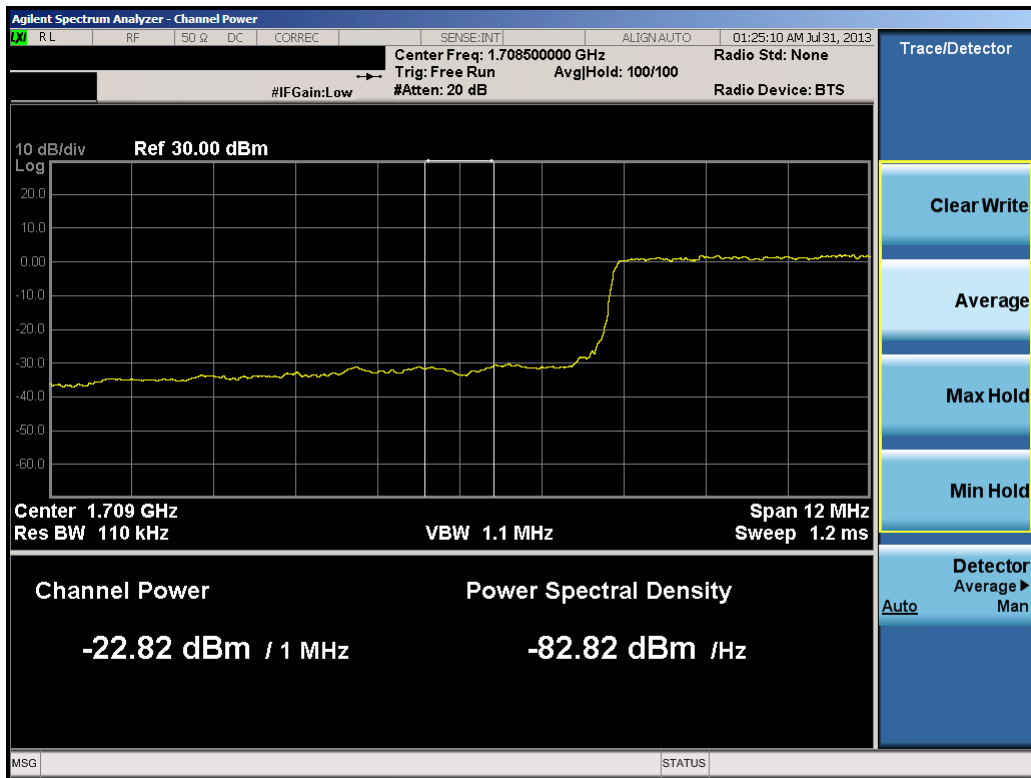 Agilent Spectrum Analyzer - Channel Power
LXI RL RF 50 Ω DC CORREC SENSE:INT ALIGN AUTO 01:25:10 AM Jul 31, 2013
Center Freq: 1.708500000 GHz Radio Std: None
Trig: Free Run Avg|Hold: 100/100
#IFGain:Low #Atten: 20 dB Radio Device: BTS
10 dB/div Ref 30.00 dBm
Log
20.0
10.0
0.00
-10.0
-20.0
-30.0
-40.0
-50.0
-60.0
Center 1.709 GHz Span 12 MHz
Res BW 110 kHz VBW 1.1 MHz Sweep 1.2 ms
Channel Power Power Spectral Density
-22.82 dBm / 1 MHz -82.82 dBm /Hz
MSG STATUS
Trace/Detector
Clear Write
Average
Max Hold
Min Hold
Detector
Average▶
Auto Man